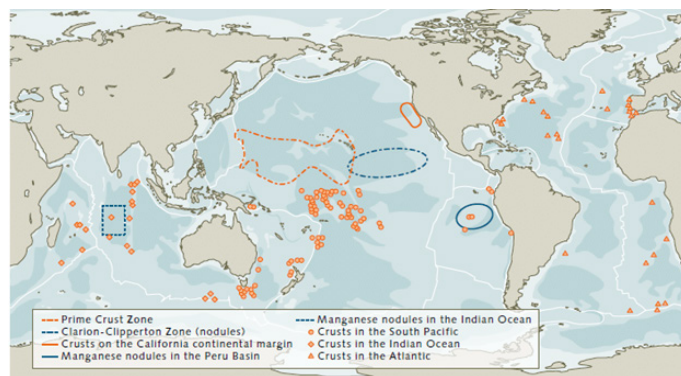 Prime Crust Zone
Clarion-Clipperton Zone (nodules)
Crusts on the California continental margin
Manganese nodules in the Peru Basin
Manganese nodules in the Indian Ocean
Crusts in the South Pacific
Crusts in the Indian Ocean
Crusts in the Atlantic